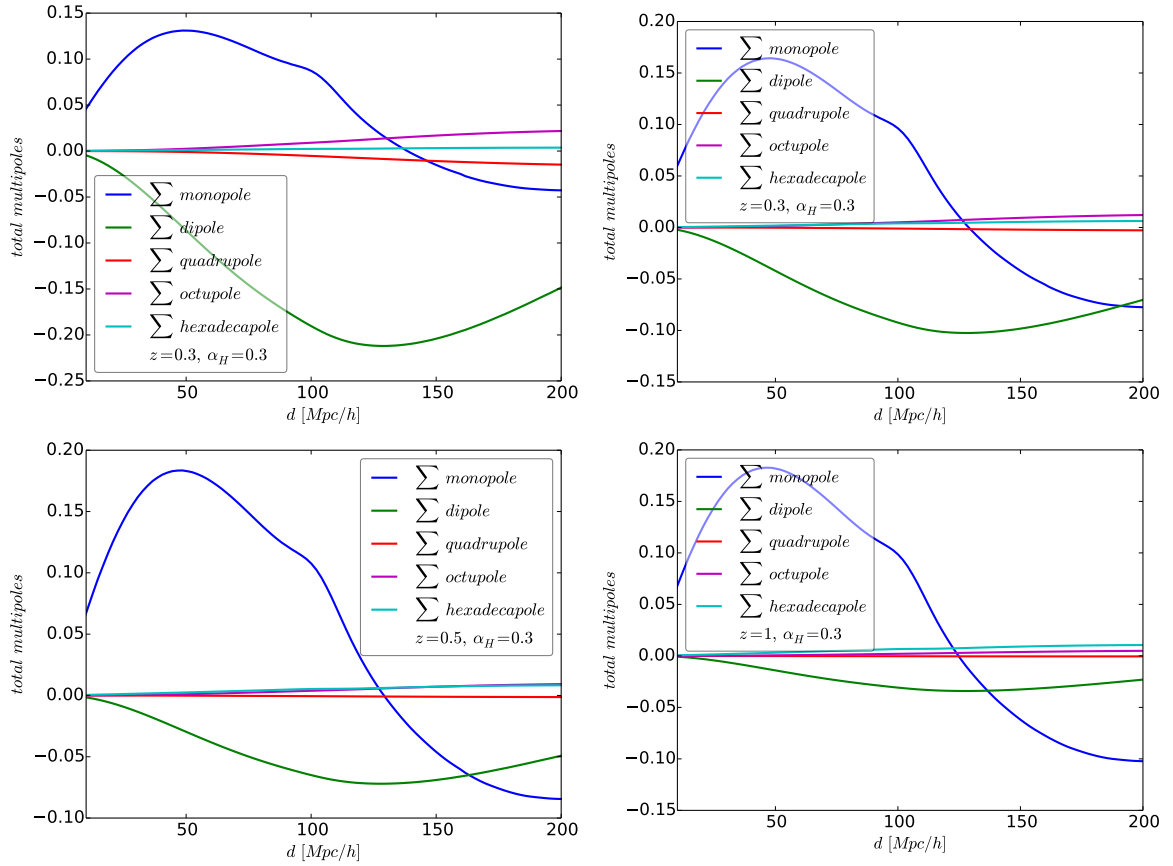 0.15
0.10
0.05
0.00
−0.05
−0.10
−0.15
−0.20
−0.25
total multipoles
∑ monopole
∑ dipole
∑ quadrupole
∑ octupole
∑ hexadecapole
z=0.3, α_H=0.3
50 100 150 200
d [Mpc/h]
0.20
0.15
0.10
0.05
0.00
−0.05
−0.10
−0.15
total multipoles
∑ monopole
∑ dipole
∑ quadrupole
∑ octupole
∑ hexadecapole
z=0.3, α_H=0.3
50 100 150 200
d [Mpc/h]
0.20
0.15
0.10
0.05
0.00
−0.05
−0.10
total multipoles
∑ monopole
∑ dipole
∑ quadrupole
∑ octupole
∑ hexadecapole
z=0.5, α_H=0.3
50 100 150 200
d [Mpc/h]
0.20
0.15
0.10
0.05
0.00
−0.05
−0.10
−0.15
total multipoles
∑ monopole
∑ dipole
∑ quadrupole
∑ octupole
∑ hexadecapole
z=1, α_H=0.3
50 100 150 200
d [Mpc/h]